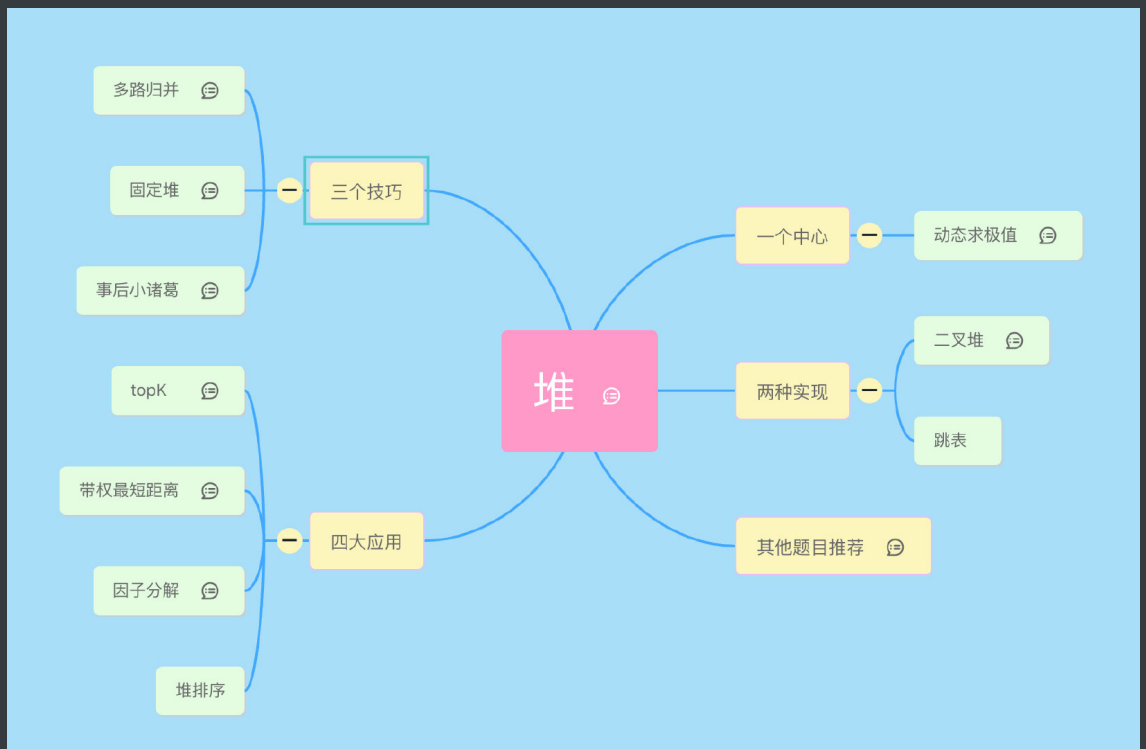 堆
一个中心
动态求极值
两种实现
二叉堆
跳表
其他题目推荐
三个技巧
多路归并
固定堆
事后小诸葛
四大应用
topK
带权最短距离
因子分解
堆排序